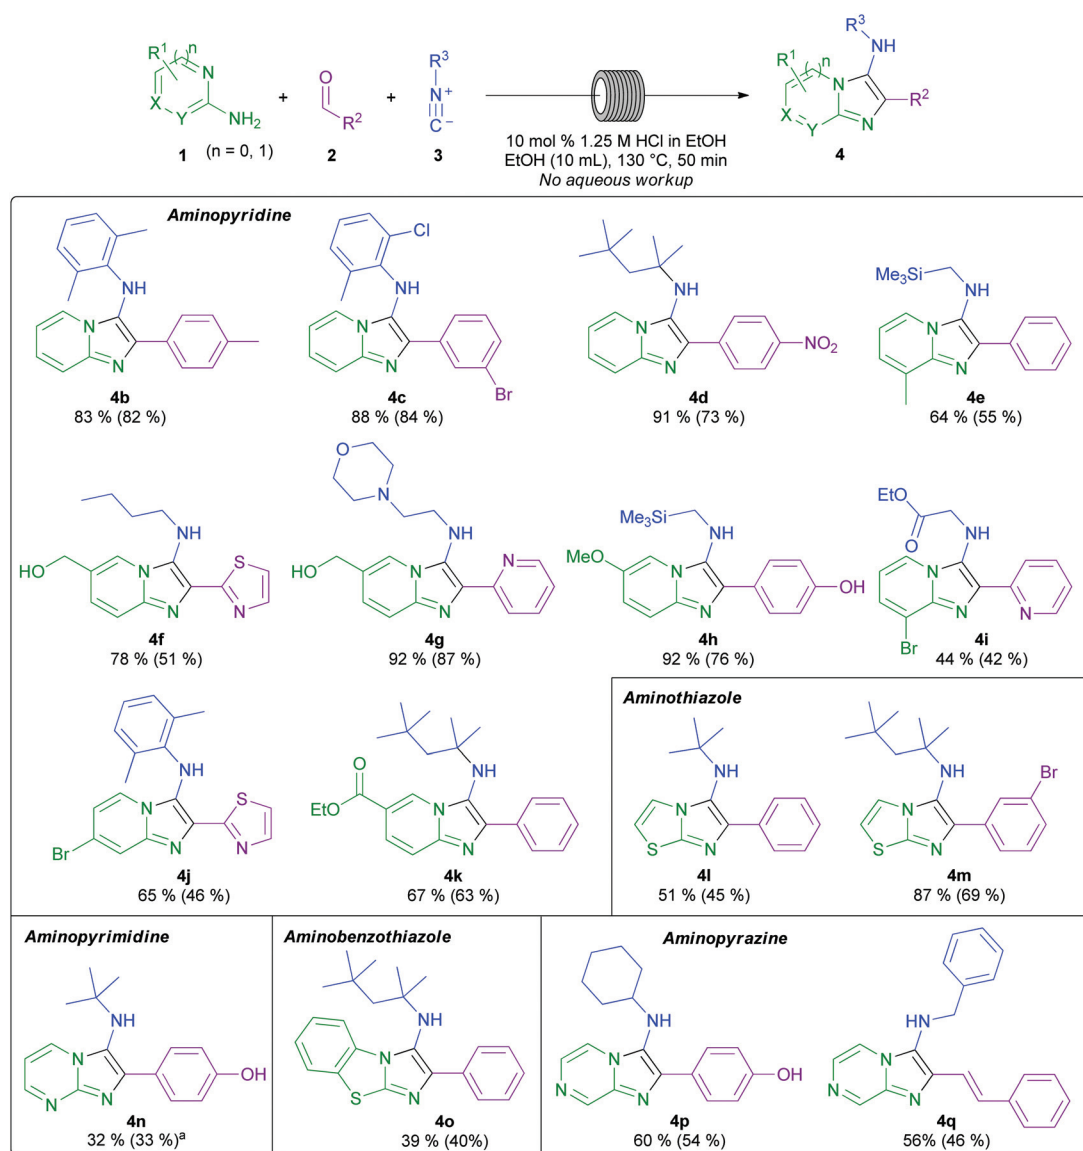 R¹ ( )n N X Y NH₂
1 (n = 0, 1)
+
O R²
2
+
R³ N⁺ C⁻
3
10 mol % 1.25 M HCl in EtOH
EtOH (10 mL), 130 °C, 50 min
No aqueous workup
R³ NH R¹ ( )n N R² X Y N
4
Aminopyridine
NH N N
4b
83 % (82 %)
Cl NH N N Br
4c
88 % (84 %)
NH N N NO₂
4d
91 % (73 %)
Me₃Si NH N N
4e
64 % (55 %)
NH HO N N S N
4f
78 % (51 %)
O N NH HO N N N
4g
92 % (87 %)
Me₃Si NH MeO N N OH
4h
92 % (76 %)
EtO O NH N N N Br
4i
44 % (42 %)
NH N N S N Br
4j
65 % (46 %)
O EtO NH N N
4k
67 % (63 %)
Aminothiazole
NH N S N
4l
51 % (45 %)
NH N S N Br
4m
87 % (69 %)
Aminopyrimidine
NH N N N OH
4n
32 % (33 %)ᵃ
Aminobenzothiazole
NH N S N
4o
39 % (40%)
Aminopyrazine
NH N N N OH
4p
60 % (54 %)
HN N N N
4q
56% (46 %)